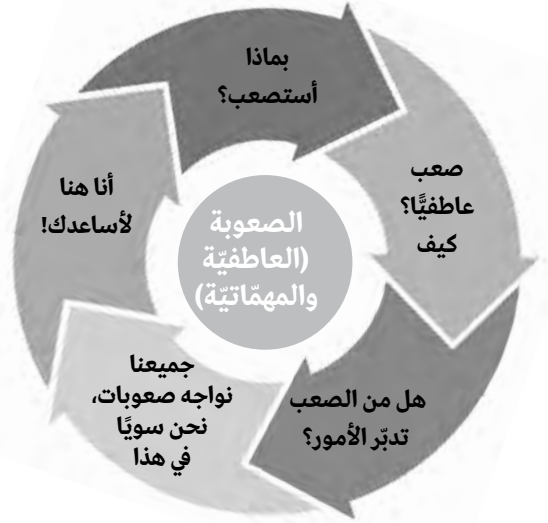 بماذا
أستصعب؟
صعب
عاطفيًّا؟
كيف
هل من الصعب
تدبّر الأمور؟
جميعنا
نواجه صعوبات،
نحن سويًا
في هذا
أنا هنا
لأساعدك!
الصعوبة
(العاطفيّة
والمهمّاتيّة)